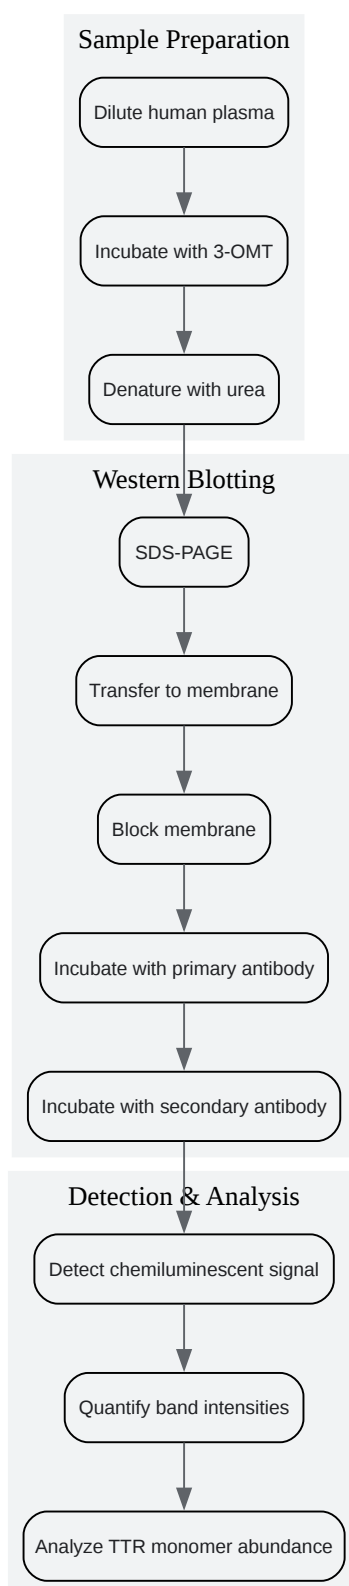 Sample Preparation
Dilute human plasma
Incubate with 3-OMT
Denature with urea
Western Blotting
SDS-PAGE
Transfer to membrane
Block membrane
Incubate with primary antibody
Incubate with secondary antibody
Detection & Analysis
Detect chemiluminescent signal
Quantify band intensities
Analyze TTR monomer abundance